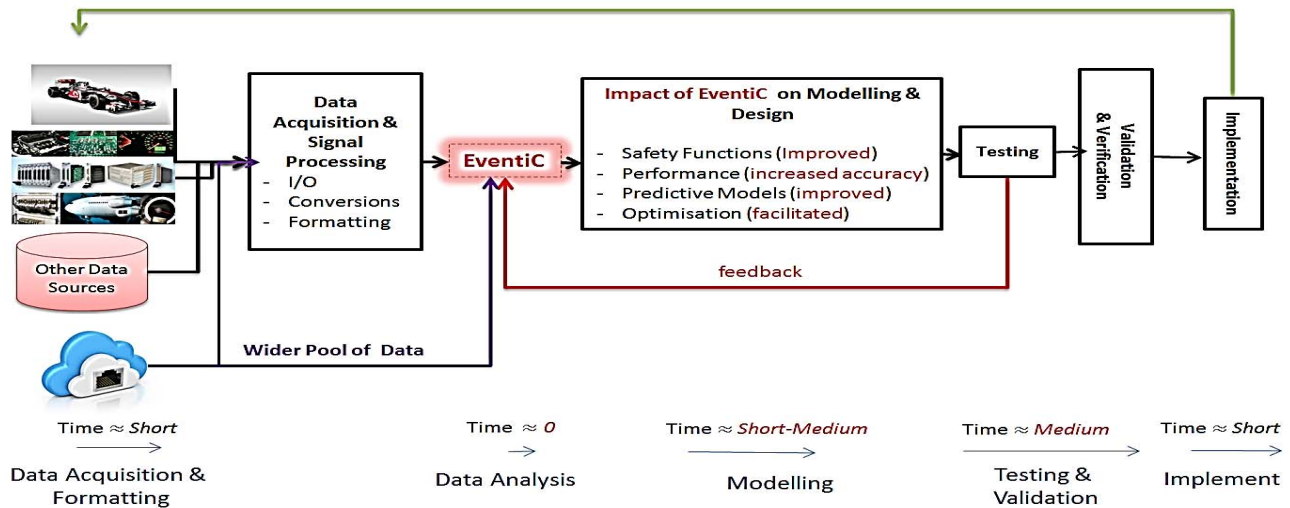 Data
Acquisition &
Signal
Processing
- I/O
- Conversions
- Formatting
EventiC
Impact of EventiC on Modelling &
Design
- Safety Functions (Improved)
- Performance (increased accuracy)
- Predictive Models (improved)
- Optimisation (facilitated)
Testing
Validation
& Verification
Implementation
Other Data
Sources
feedback
Wider Pool of Data
Time ≈ Short
Data Acquisition &
Formatting
Time ≈ 0
Data Analysis
Time ≈ Short-Medium
Modelling
Time ≈ Medium
Testing &
Validation
Time ≈ Short
Implement